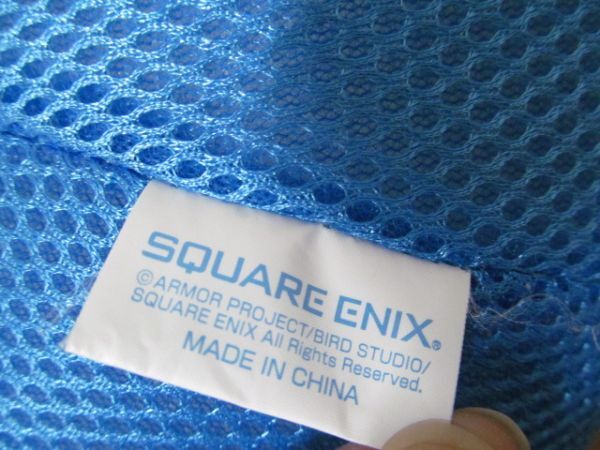 SQUARE ENIX®
©ARMOR PROJECT/BIRD STUDIO/
SQUARE ENIX All Rights Reserved.
MADE IN CHINA